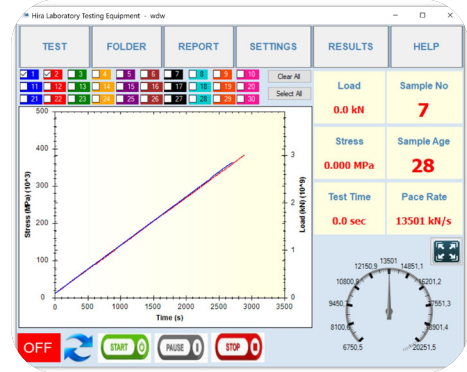 Hira Laboratory Testing Equipment - wdw
TEST FOLDER REPORT SETTINGS RESULTS HELP
1 2 3 4 5 6 7 8 9 10 Clear All
11 12 13 14 15 16 17 18 19 20 Select All
21 22 23 24 25 26 27 28 29 30
Load Sample No
0.0 kN 7
Stress Sample Age
0.000 MPa 28
Test Time Pace Rate
0.0 sec 13501 kN/s
Stress (MPa) (10^3)
500
400
300
200
100
0
Load (kN) (10^9)
3
2
1
0
0 500 1000 1500 2000 2500 3000 3500
Time (s)
13501
12150,9 14851,1
10800,8 16201,2
9450,7 17551,3
8100,6 18901,4
6750,5 20251,5
OFF START PAUSE STOP